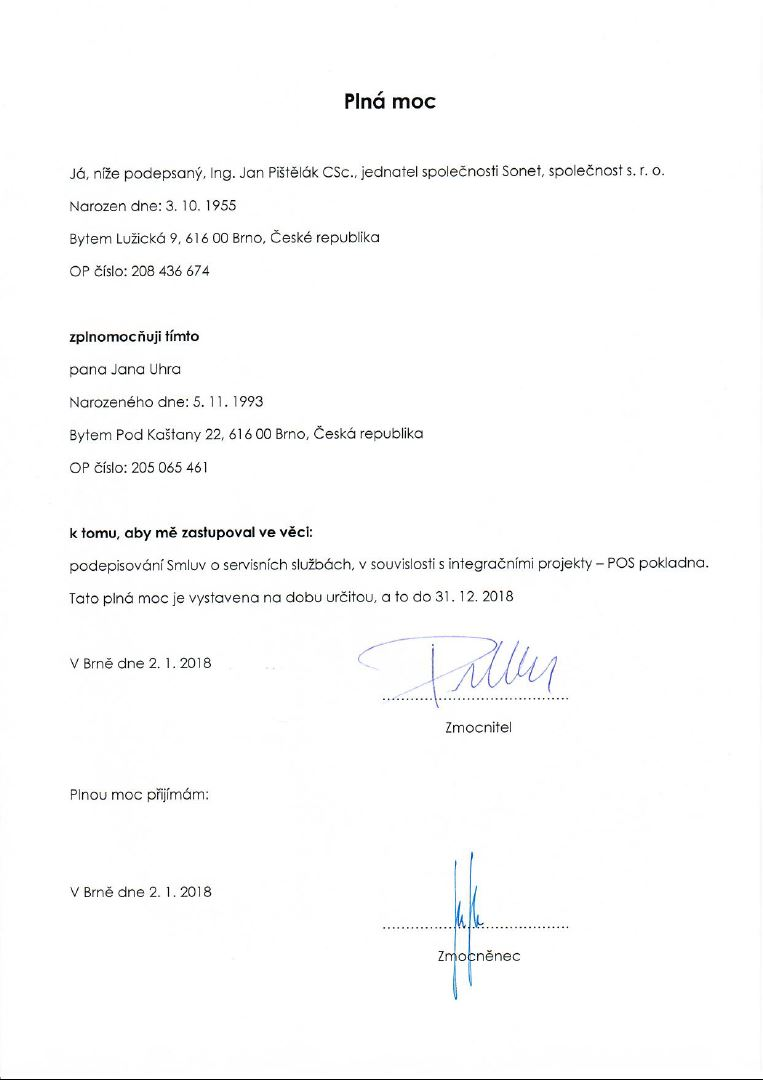 Plná moc
Já, níže podepsaný, Ing. Jan Pištělák CSc., jednatel společnosti Sonet, společnost s. r. o.
Narozen dne: 3. 10. 1955
Bytem Lužická 9, 616 00 Brno, České republika
OP číslo: 208 436 674
zplnomocňuji tímto
pana Jana Uhra
Narozeného dne: 5. 11. 1993
Bytem Pod Kaštany 22, 616 00 Brno, Česká republika
OP číslo: 205 065 461
k tomu, aby mě zastupoval ve věci:
podepisování Smluv o servisních službách, v souvislosti s integračními projekty – POS pokladna.
Tato plná moc je vystavena na dobu určitou, a to do 31. 12. 2018
V Brně dne 2. 1. 2018
Zmocnitel
Plnou moc přijímám:
V Brně dne 2. 1. 2018
Zmocněnec